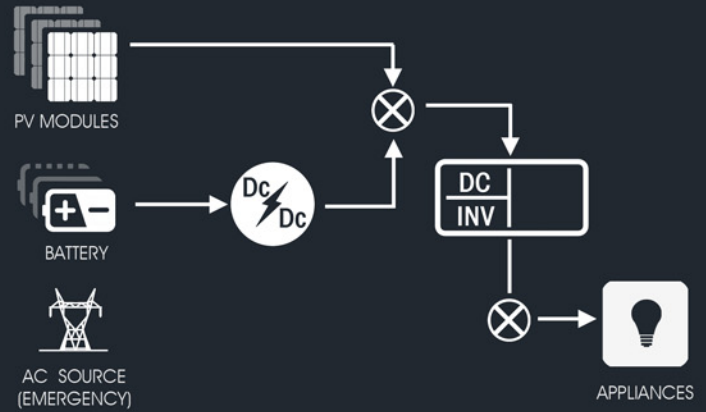 PV MODULES
Dc
Dc
DC
INV
BATTERY
AC SOURCE
(EMERGENCY)
APPLIANCES